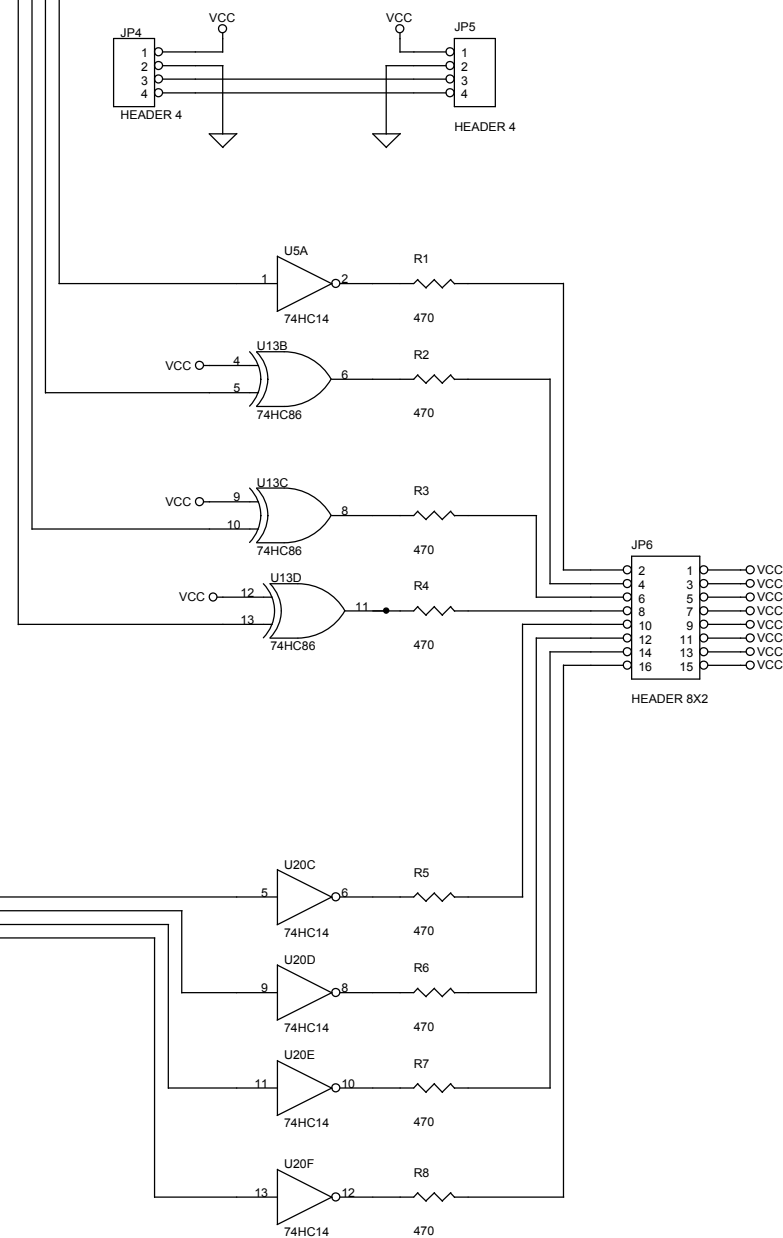 VCC VCC
JP4 JP5
1 1
2 2
3 3
4 4
HEADER 4
HEADER 4
U5A R1
1 2
74HC14 470
U13B R2
VCC 4 6
5
74HC86 470
U13C R3
VCC 9 8
10
74HC86 470
JP6
U13D R4
2 1 VCC
4 3 VCC
VCC 12 6 5 VCC
11 8 7 VCC
13 10 9 VCC
12 11 VCC
74HC86 470 14 13 VCC
16 15 VCC
HEADER 8X2
U20C R5
5 6
74HC14 470
U20D R6
9 8
74HC14 470
U20E R7
11 10
74HC14 470
U20F R8
13 12
74HC14 470